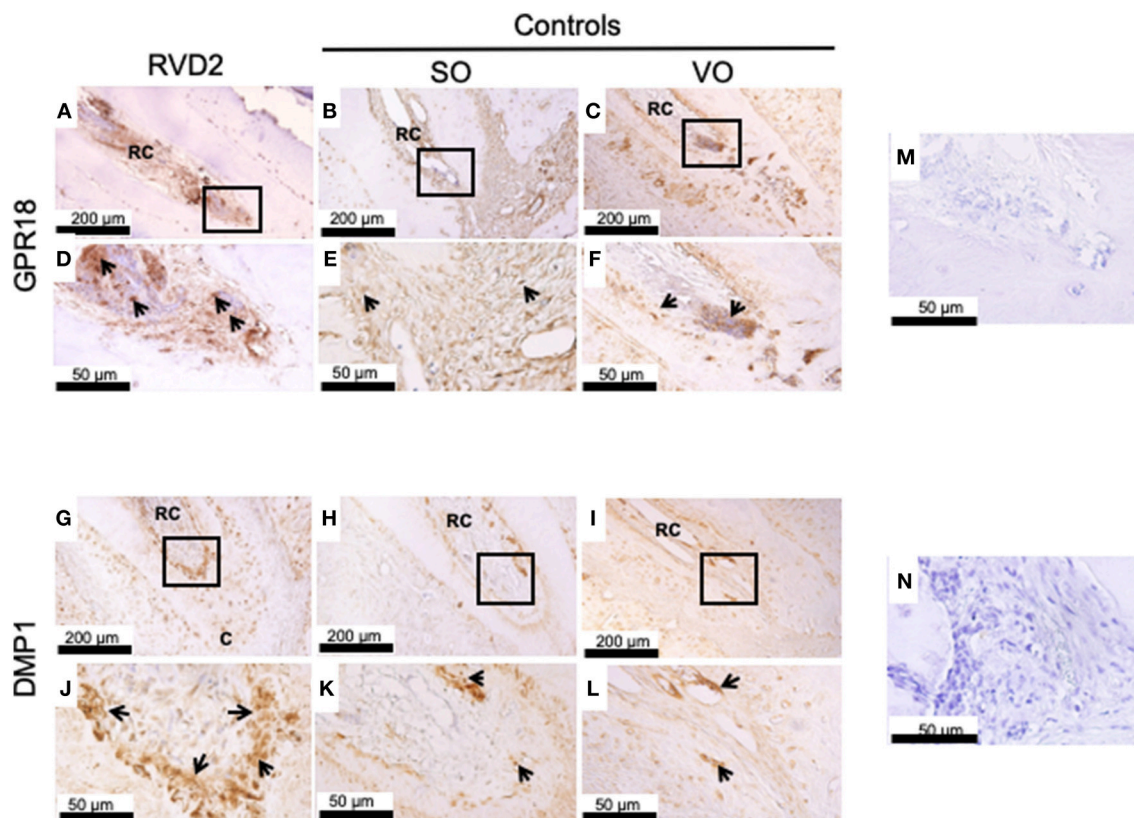 Controls
RVD2
SO
VO
GPR18
A
RC
200 µm
B
RC
200 µm
C
RC
200 µm
D
50 µm
E
50 µm
F
50 µm
M
50 µm
DMP1
G
RC
C
200 µm
H
RC
200 µm
I
RC
200 µm
J
50 µm
K
50 µm
L
50 µm
N
50 µm